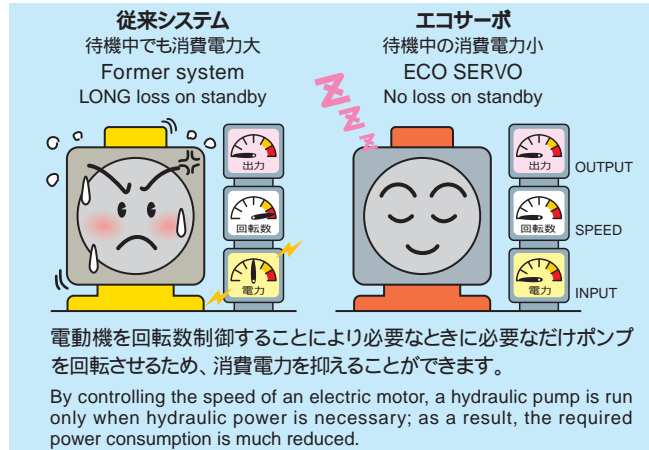 従来システム
待機中でも消費電力大
Former system
LONG loss on standby
エコサーボ
待機中の消費電力小
ECO SERVO
No loss on standby
Z
Z
Z
出力
回転数
電力
出力 OUTPUT
回転数 SPEED
電力 INPUT
電動機を回転数制御することにより必要なときに必要なだけポンプ
を回転させるため、消費電力を抑えることができます。
By controlling the speed of an electric motor, a hydraulic pump is run
only when hydraulic power is necessary; as a result, the required
power consumption is much reduced.